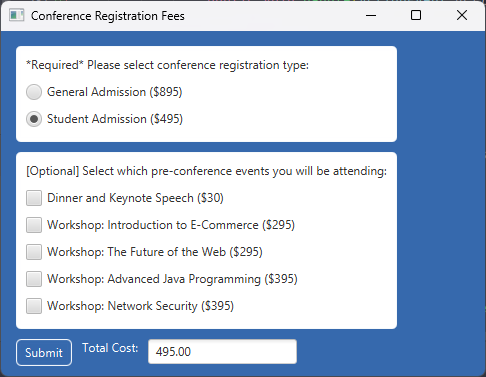 Conference Registration Fees
*Required* Please select conference registration type:
General Admission ($895)
Student Admission ($495)
[Optional] Select which pre-conference events you will be attending:
Dinner and Keynote Speech ($30)
Workshop: Introduction to E-Commerce ($295)
Workshop: The Future of the Web ($295)
Workshop: Advanced Java Programming ($395)
Workshop: Network Security ($395)
Submit Total Cost: 495.00